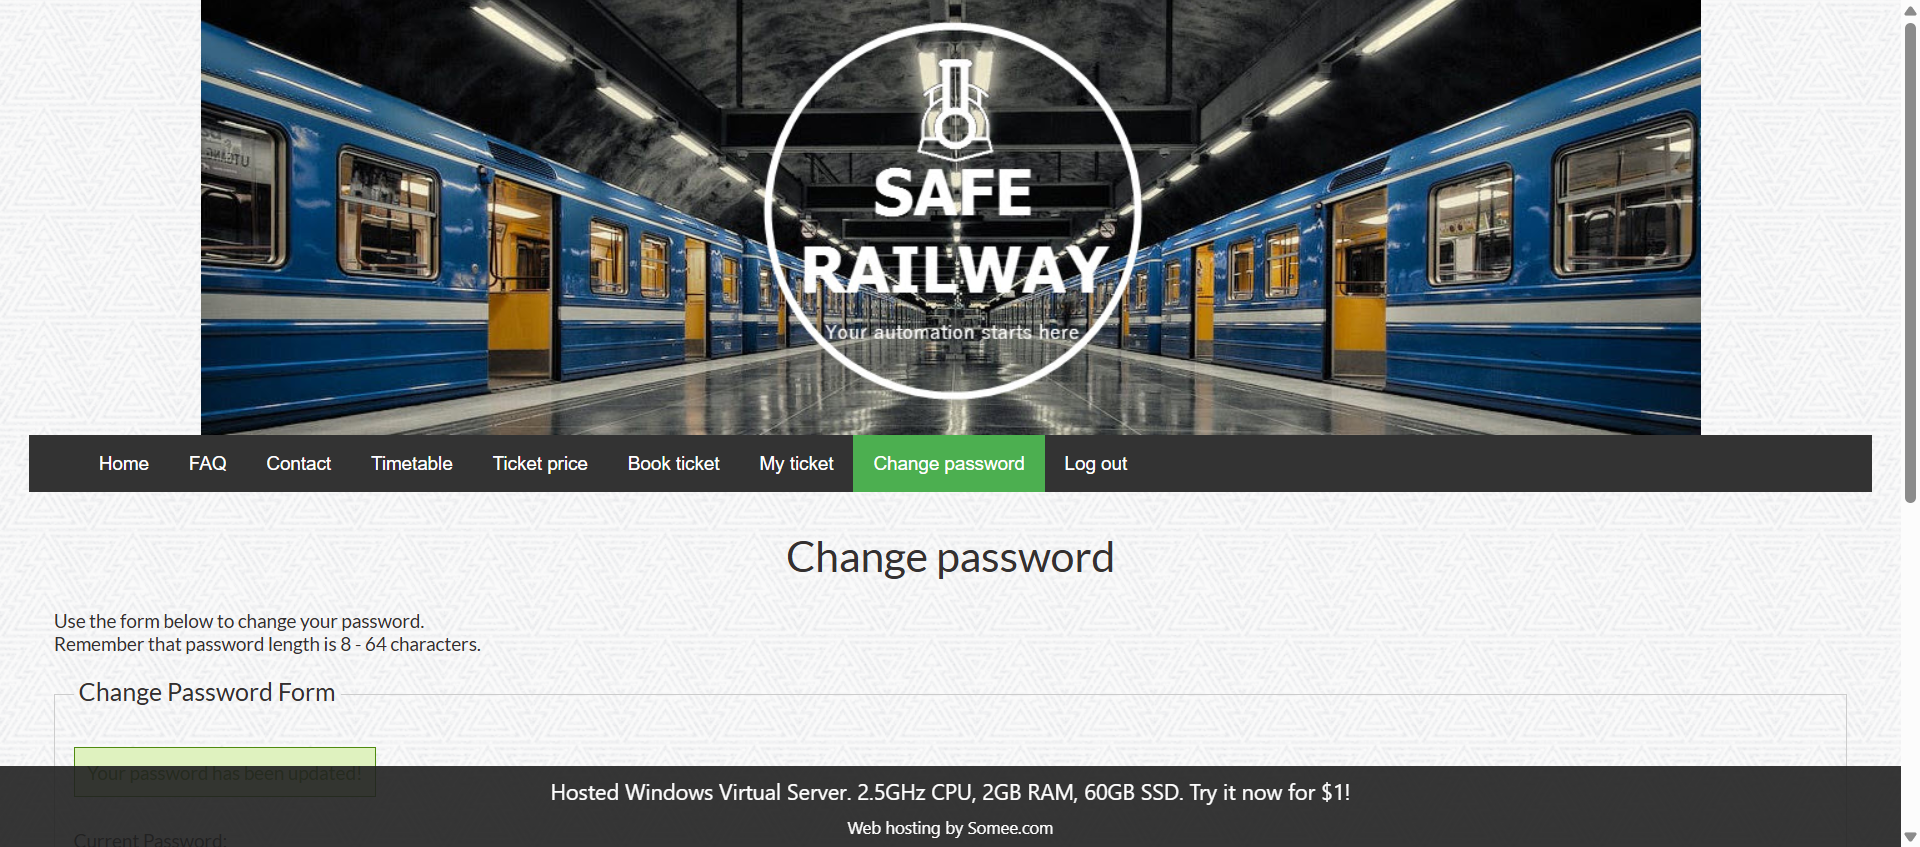 SAFE
RAILWAY
Your automation starts here
Home FAQ Contact Timetable Ticket price Book ticket My ticket Change password Log out
Change password
Use the form below to change your password.
Remember that password length is 8 - 64 characters.
Change Password Form
Your password has been updated!
Hosted Windows Virtual Server. 2.5GHz CPU, 2GB RAM, 60GB SSD. Try it now for $1!
Web hosting by Somee.com
Current Password: